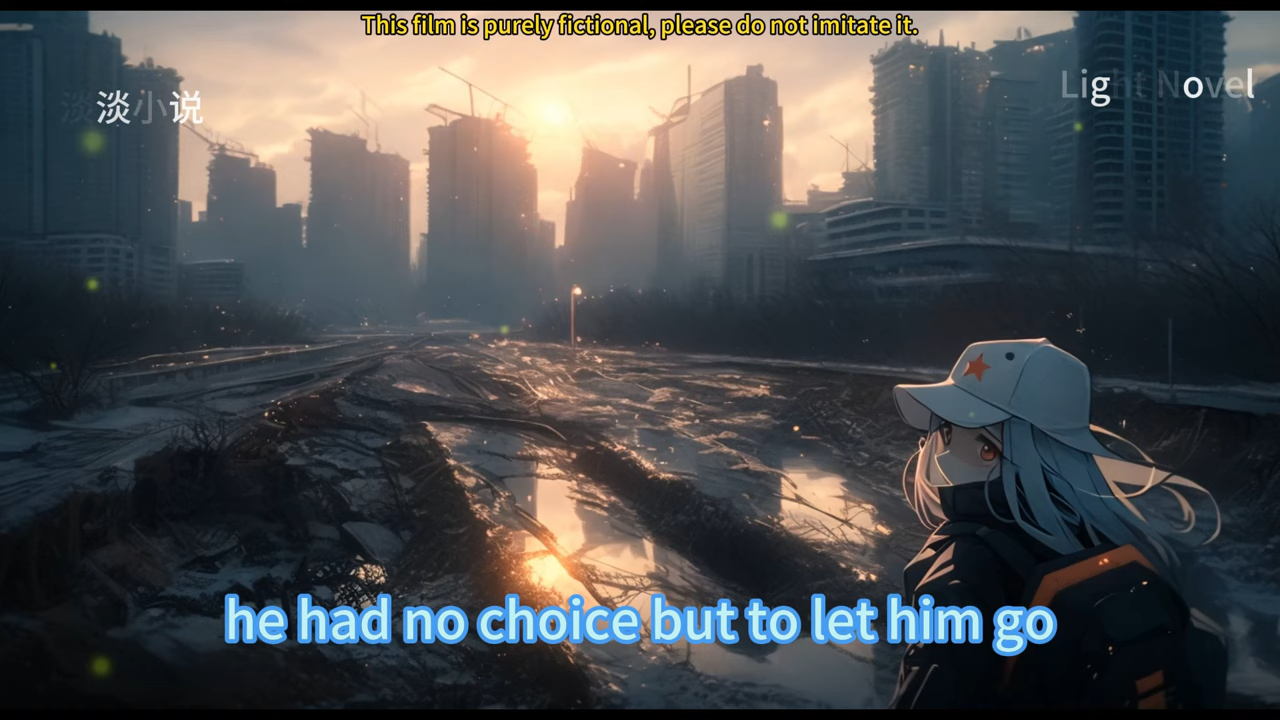 This film is purely fictional, please do not imitate it.
淡淡小说
Light Novel
he had no choice but to let him go